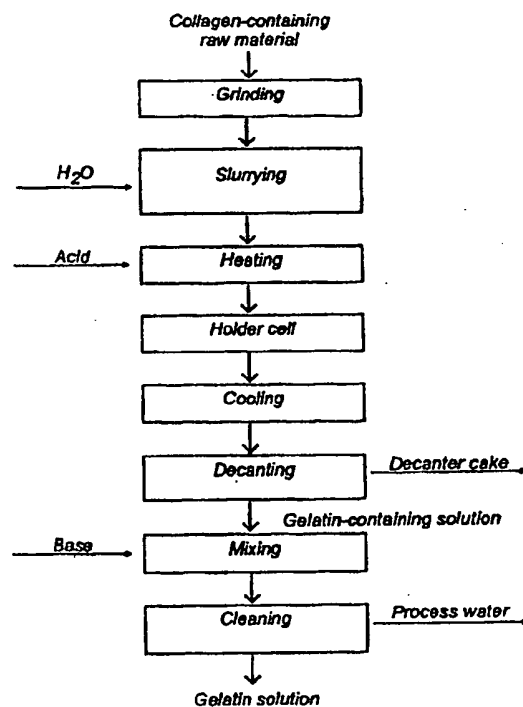 Collagen-containing
raw material
Grinding
H₂O
Slurrying
Acid
Heating
Holder cell
Cooling
Decanting
Decanter cake
Gelatin-containing solution
Base
Mixing
Cleaning
Process water
Gelatin solution